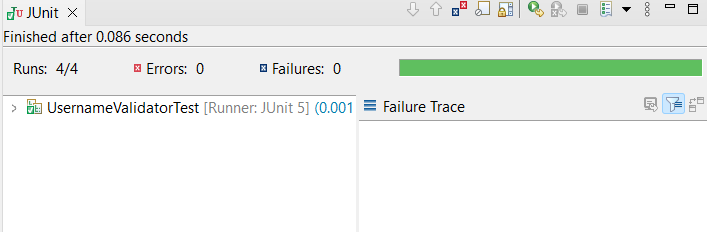 JUnit
Finished after 0.086 seconds
Runs: 4/4 Errors: 0 Failures: 0
UsernameValidatorTest [Runner: JUnit 5] (0.001
Failure Trace